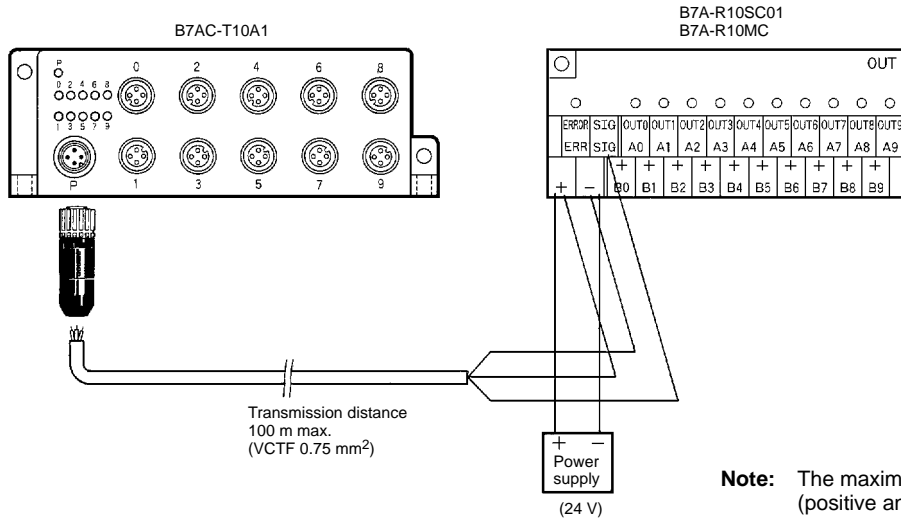 B7AC-T10A1
P
0 2 4 6 8
1 3 5 7 9
0 2 4 6 8
P 1 3 5 7 9
B7A-R10SC01
B7A-R10MC
OUT
ERROR SIG OUT0 OUT1 OUT2 OUT3 OUT4 OUT5 OUT6 OUT7 OUT8 OUT9
ERR SIG A0 A1 A2 A3 A4 A5 A6 A7 A8 A9
+ + + + + + + + + +
+ − B0 B1 B2 B3 B4 B5 B6 B7 B8 B9
Transmission distance
100 m max.
(VCTF 0.75 mm²)
+ −
Power
supply
(24 V)
Note: The maxim
(positive an